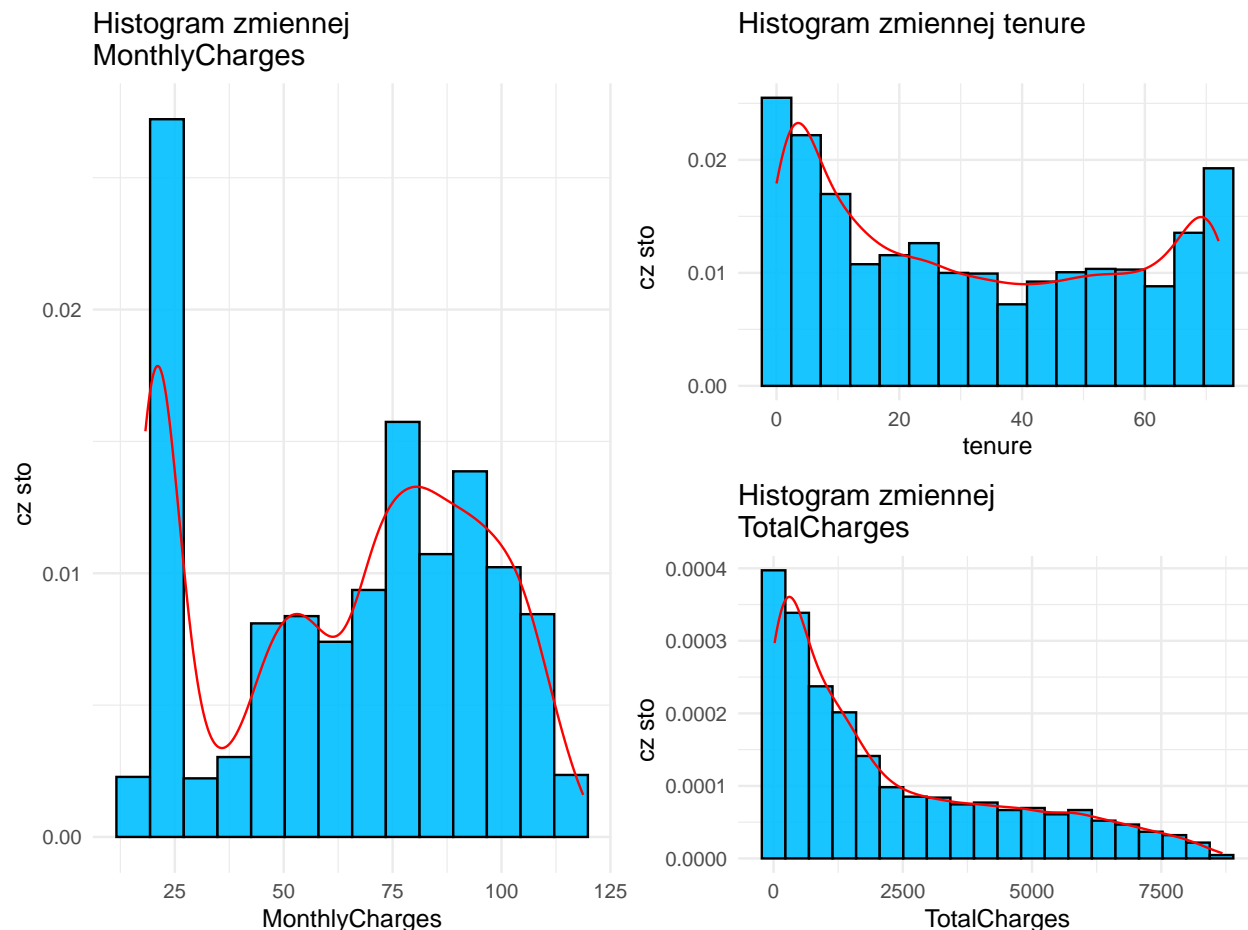 Histogram zmiennej
MonthlyCharges
cz sto
0.02
0.01
0.00
25 50 75 100 125
MonthlyCharges
Histogram zmiennej tenure
cz sto
0.02
0.01
0.00
0 20 40 60
tenure
Histogram zmiennej
TotalCharges
cz sto
0.0004
0.0003
0.0002
0.0001
0.0000
0 2500 5000 7500
TotalCharges